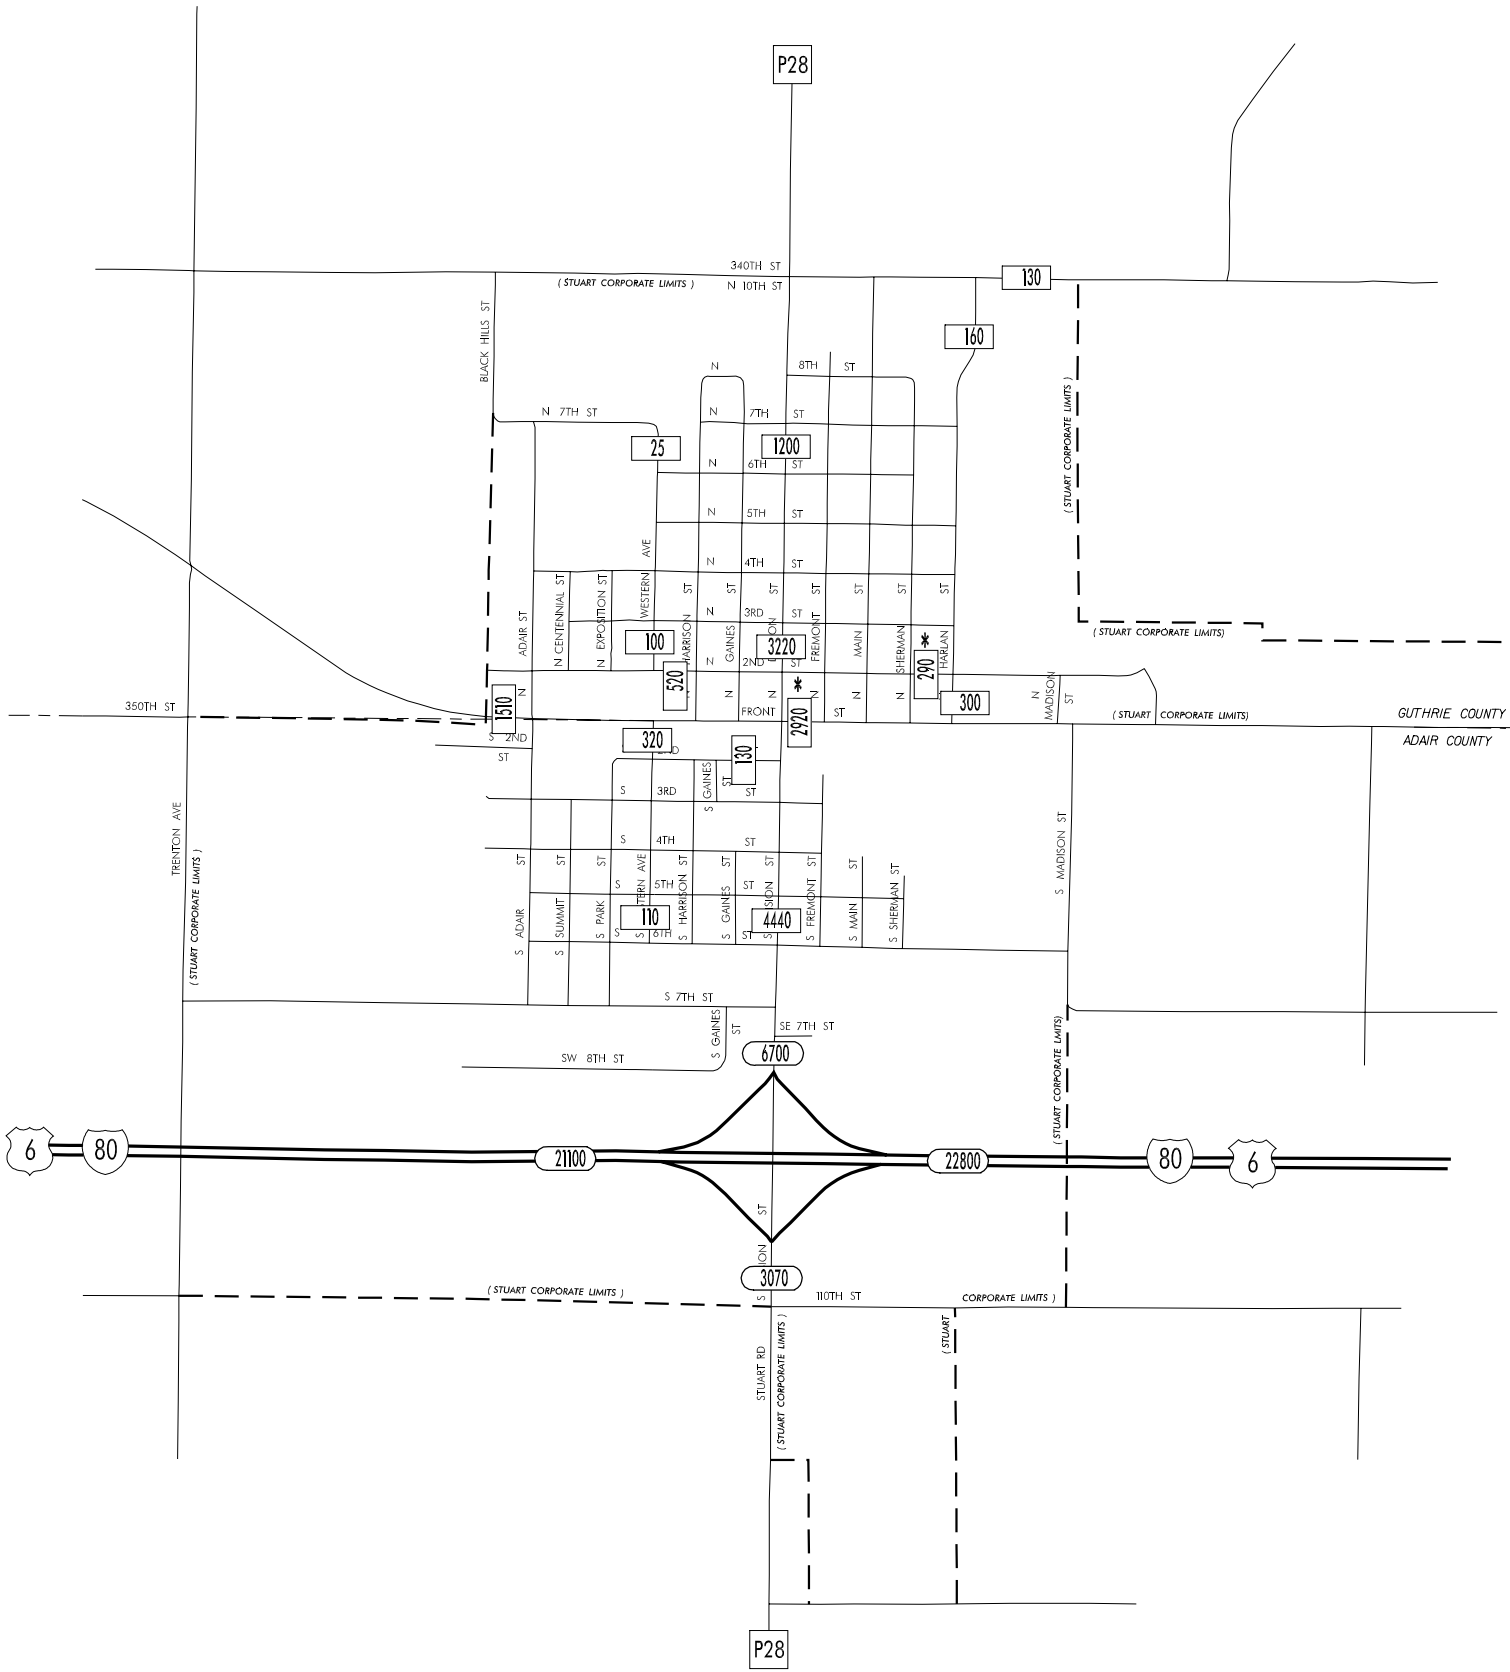 P28
340TH ST
( STUART CORPORATE LIMITS )
N 10TH ST
130
BLACK HILLS ST
160
N 8TH ST
( STUART CORPORATE LIMITS )
N 7TH ST
N 7TH ST
25
1200
N 6TH ST
N 5TH ST
WESTERN AVE
N 4TH ST
ADAIR ST
N CENTENNIAL ST
N EXPOSITION ST
HARRISON ST
GAINES ST
ST
FREMONT ST
MAIN ST
SHERMAN ST
HARLAN ST
N 3RD ST
100
3220
*
( STUART CORPORATE LIMITS)
N 2ND ST
520
290
*
N
N
N
N
N
N
N
300
N MADISON ST
350TH ST
1510
FRONT ST
2920
( STUART CORPORATE LIMITS)
GUTHRIE COUNTY
ADAIR COUNTY
S 2ND ST
320
130
S GAINES ST
S 3RD ST
TRENTON AVE
( STUART CORPORATE LIMITS )
S 4TH ST
S MADISON ST
S ADAIR ST
S SUMMIT ST
S PARK ST
S HARRISON ST
S GAINES ST
S FREMONT ST
S MAIN ST
S SHERMAN ST
S 5TH ST
110
4440
S 6TH ST
S 7TH ST
S GAINES ST
SE 7TH ST
SW 8TH ST
6700
( STUART CORPORATE LIMITS)
6
80
21100
22800
80
6
ST
3070
S
( STUART CORPORATE LIMITS )
110TH ST
CORPORATE LIMITS )
( STUART
STUART RD
( STUART CORPORATE LIMITS )
P28